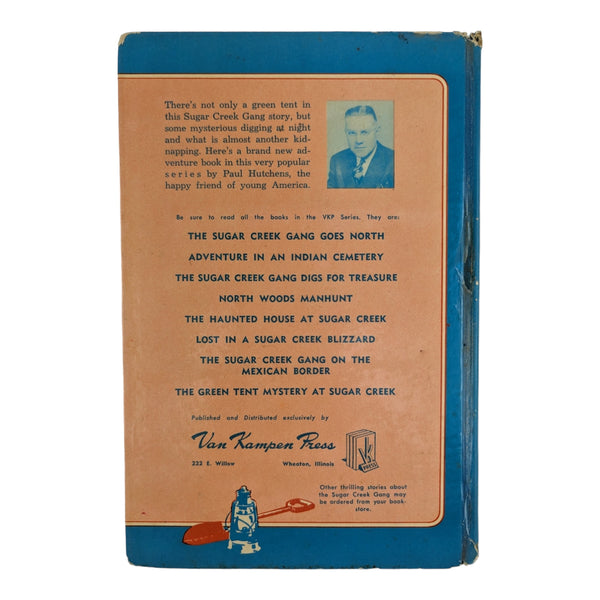 There's not only a green tent in
this Sugar Creek Gang story, but
some mysterious digging at night
and what is almost another kid-
napping. Here's a brand new ad-
venture book in this very popular
series by Paul Hutchens, the
happy friend of young America.
Be sure to read all the books in the VKP Series. They are:
THE SUGAR CREEK GANG GOES NORTH
ADVENTURE IN AN INDIAN CEMETERY
THE SUGAR CREEK GANG DIGS FOR TREASURE
NORTH WOODS MANHUNT
THE HAUNTED HOUSE AT SUGAR CREEK
LOST IN A SUGAR CREEK BLIZZARD
THE SUGAR CREEK GANG ON THE
MEXICAN BORDER
THE GREEN TENT MYSTERY AT SUGAR CREEK
Published and Distributed exclusively by
Van Kampen Press
222 E. Willow Wheaton, Illinois
VK
PRESS
Other thrilling stories about
the Sugar Creek Gang may
be ordered from your book-
store.